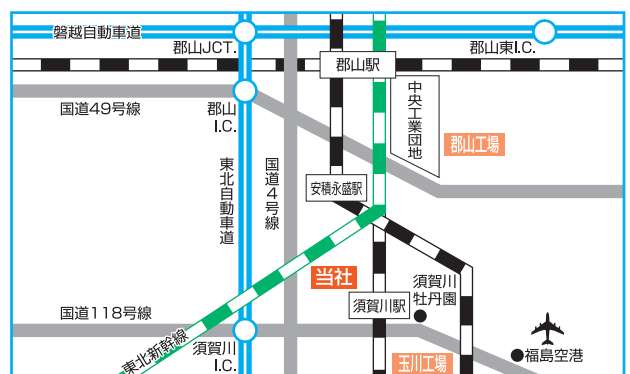 磐越自動車道
郡山JCT.
郡山東I.C.
郡山駅
国道49号線
郡山
I.C.
中央工業団地
郡山工場
東北自動車道
国道4号線
安積永盛駅
当社
須賀川
牡丹園
須賀川駅
国道118号線
東北新幹線
須賀川
I.C.
玉川工場
福島空港